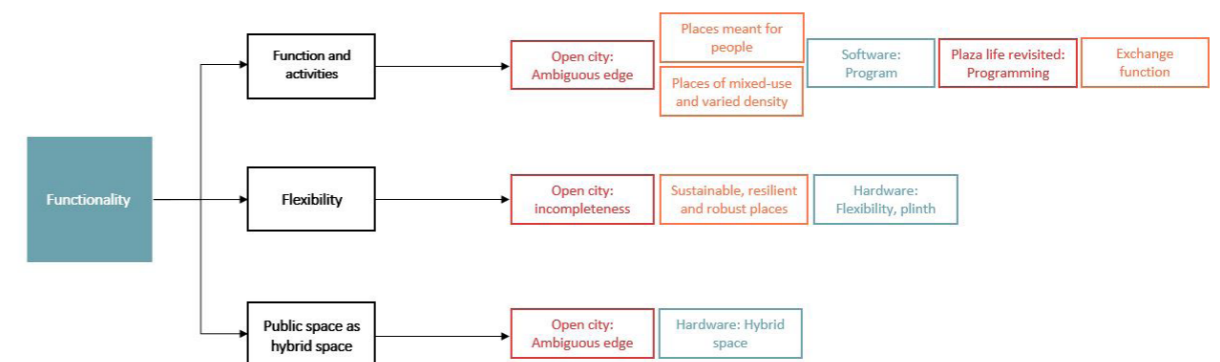 Functionality
Function and
activities
Open city:
Ambiguous edge
Places meant for
people
Places of mixed-use
and varied density
Software:
Program
Plaza life revisited:
Programming
Exchange
function
Flexibility
Open city:
incompleteness
Sustainable, resilient
and robust places
Hardware:
Flexibility, plinth
Public space as
hybrid space
Open city:
Ambiguous edge
Hardware: Hybrid
space